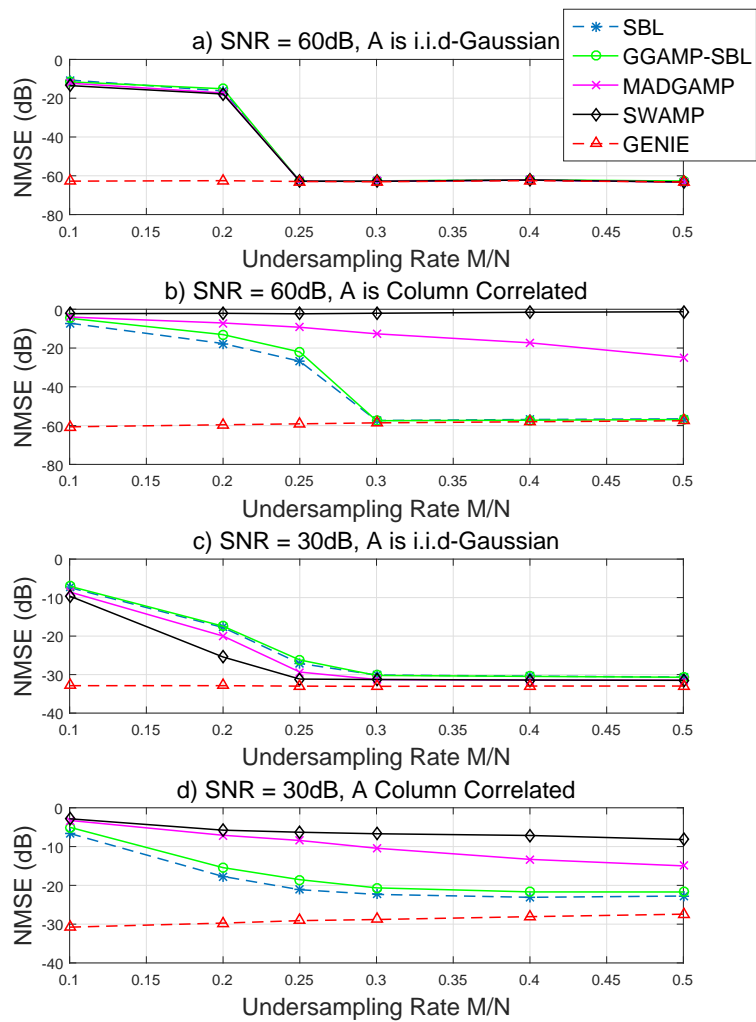 a) SNR = 60dB, A is i.i.d-Gaussian
SBL
GGAMP-SBL
MADGAMP
SWAMP
GENIE
NMSE (dB)
0
-20
-40
-60
-80
0.1 0.15 0.2 0.25 0.3 0.35 0.4 0.45 0.5
Undersampling Rate M/N
b) SNR = 60dB, A is Column Correlated
NMSE (dB)
0
-20
-40
-60
-80
0.1 0.15 0.2 0.25 0.3 0.35 0.4 0.45 0.5
Undersampling Rate M/N
c) SNR = 30dB, A is i.i.d-Gaussian
NMSE (dB)
0
-10
-20
-30
-40
0.1 0.15 0.2 0.25 0.3 0.35 0.4 0.45 0.5
Undersampling Rate M/N
d) SNR = 30dB, A Column Correlated
NMSE (dB)
0
-10
-20
-30
-40
0.1 0.15 0.2 0.25 0.3 0.35 0.4 0.45 0.5
Undersampling Rate M/N